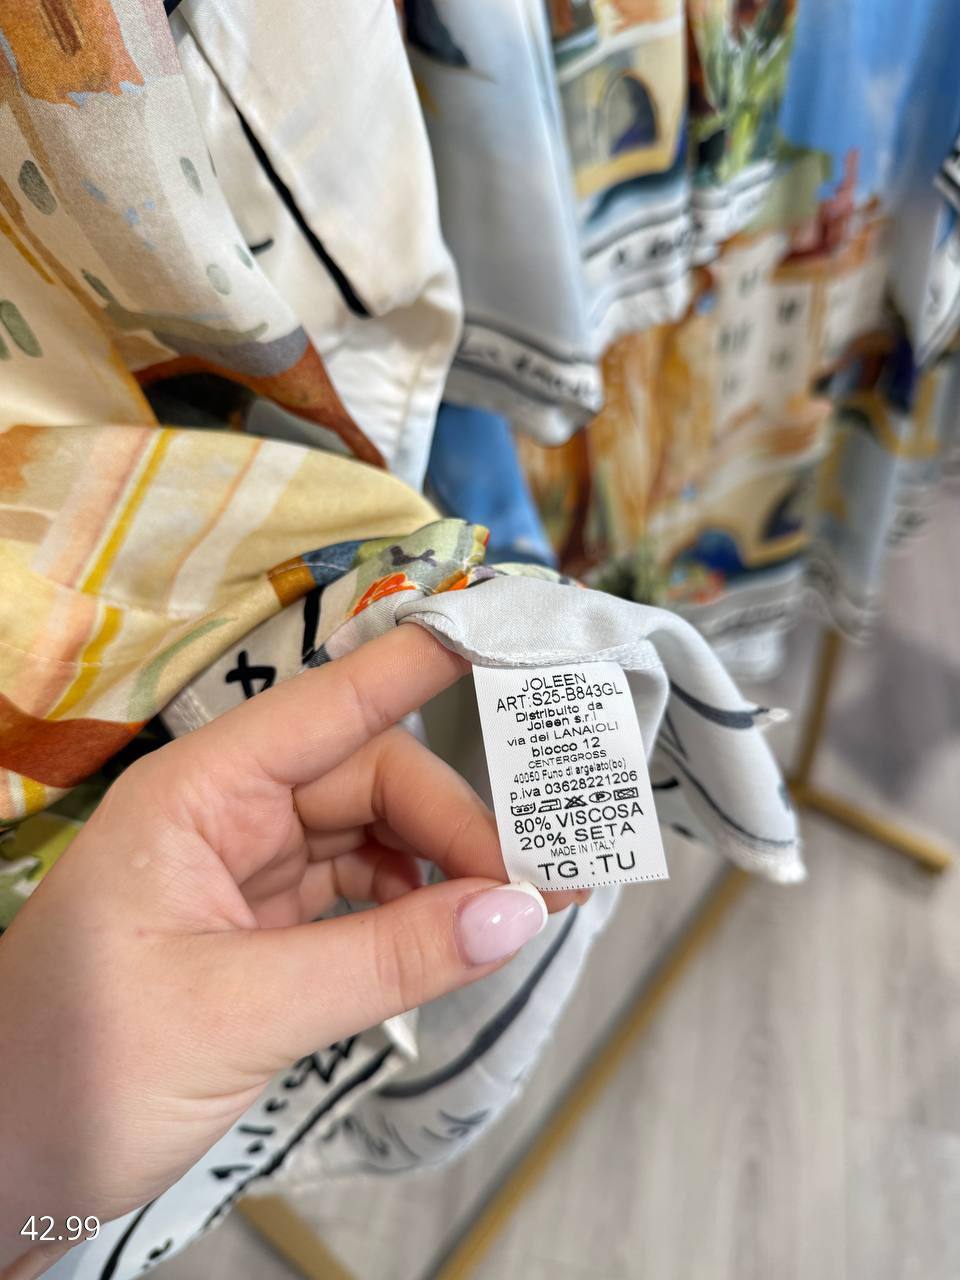 JOLEEN
ART:S25-B843GL
Distribuito da
Joleen s.r.l
via dei LANAIOLI
blocco 12
CENTERGROSS
40050 Funo di argelato(bo)
p.iva 03628221206
80% VISCOSA
20% SETA
MADE IN ITALY
TG :TU
42.99